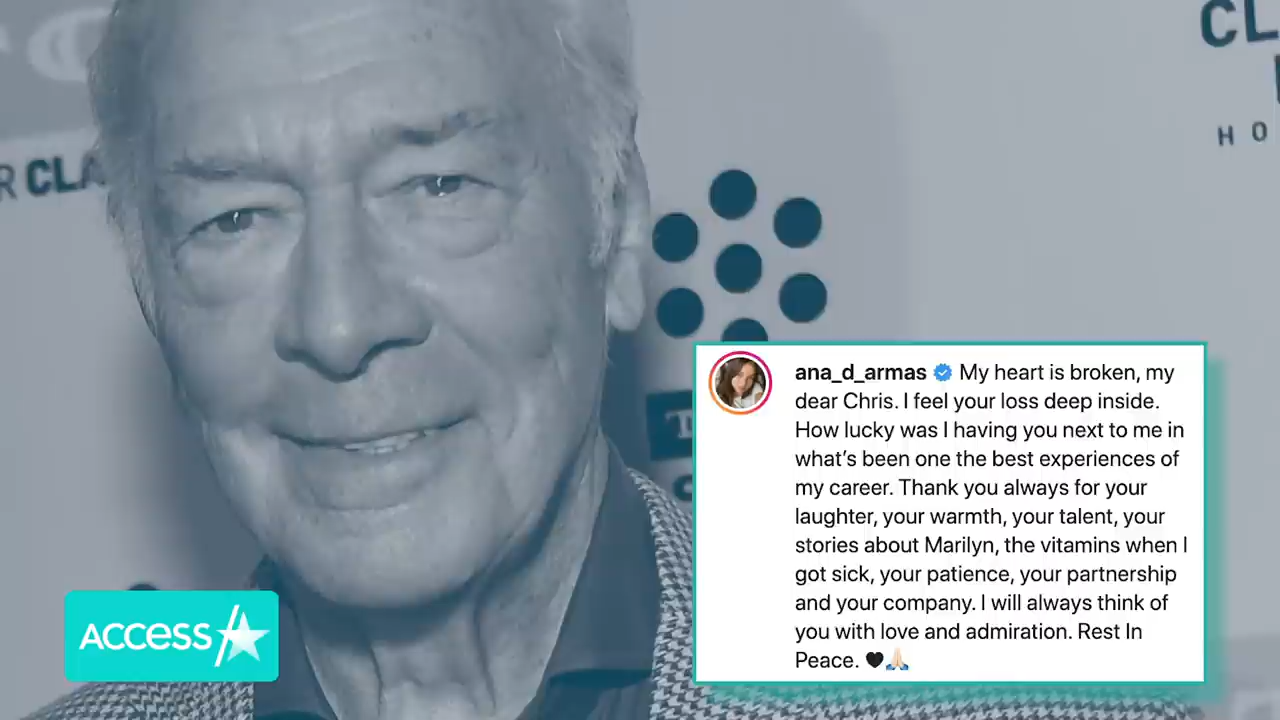 CL
H O
R CLA
T
ana_d_armas My heart is broken, my
dear Chris. I feel your loss deep inside.
How lucky was I having you next to me in
what's been one the best experiences of
my career. Thank you always for your
laughter, your warmth, your talent, your
stories about Marilyn, the vitamins when I
got sick, your patience, your partnership
and your company. I will always think of
you with love and admiration. Rest In
Peace. 🖤🙏🏻
ACCESS